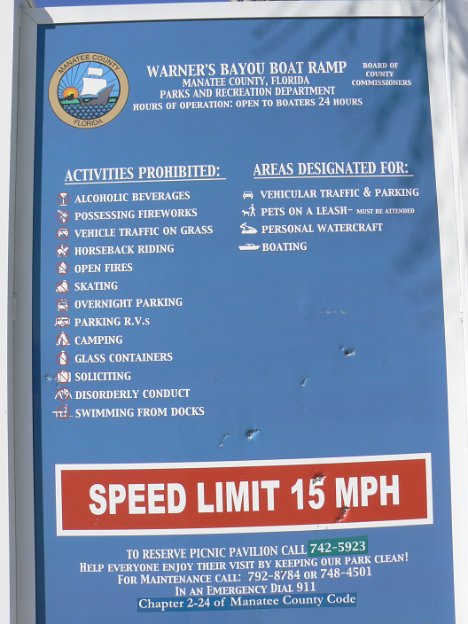 MANATEE COUNTY
FLORIDA
WARNER'S BAYOU BOAT RAMP
MANATEE COUNTY, FLORIDA
PARKS AND RECREATION DEPARTMENT
HOURS OF OPERATION: OPEN TO BOATERS 24 HOURS
BOARD OF
COUNTY
COMMISSIONERS
ACTIVITIES PROHIBITED:
ALCOHOLIC BEVERAGES
POSSESSING FIREWORKS
VEHICLE TRAFFIC ON GRASS
HORSEBACK RIDING
OPEN FIRES
SKATING
OVERNIGHT PARKING
PARKING R.V.s
CAMPING
GLASS CONTAINERS
SOLICITING
DISORDERLY CONDUCT
SWIMMING FROM DOCKS
AREAS DESIGNATED FOR:
VEHICULAR TRAFFIC & PARKING
PETS ON A LEASH- MUST BE ATTENDED
PERSONAL WATERCRAFT
BOATING
SPEED LIMIT 15 MPH
TO RESERVE PICNIC PAVILION CALL 742-5923
HELP EVERYONE ENJOY THEIR VISIT BY KEEPING OUR PARK CLEAN!
FOR MAINTENANCE CALL: 792-8784 OR 748-4501
IN AN EMERGENCY DIAL 911
Chapter 2-24 of Manatee County Code